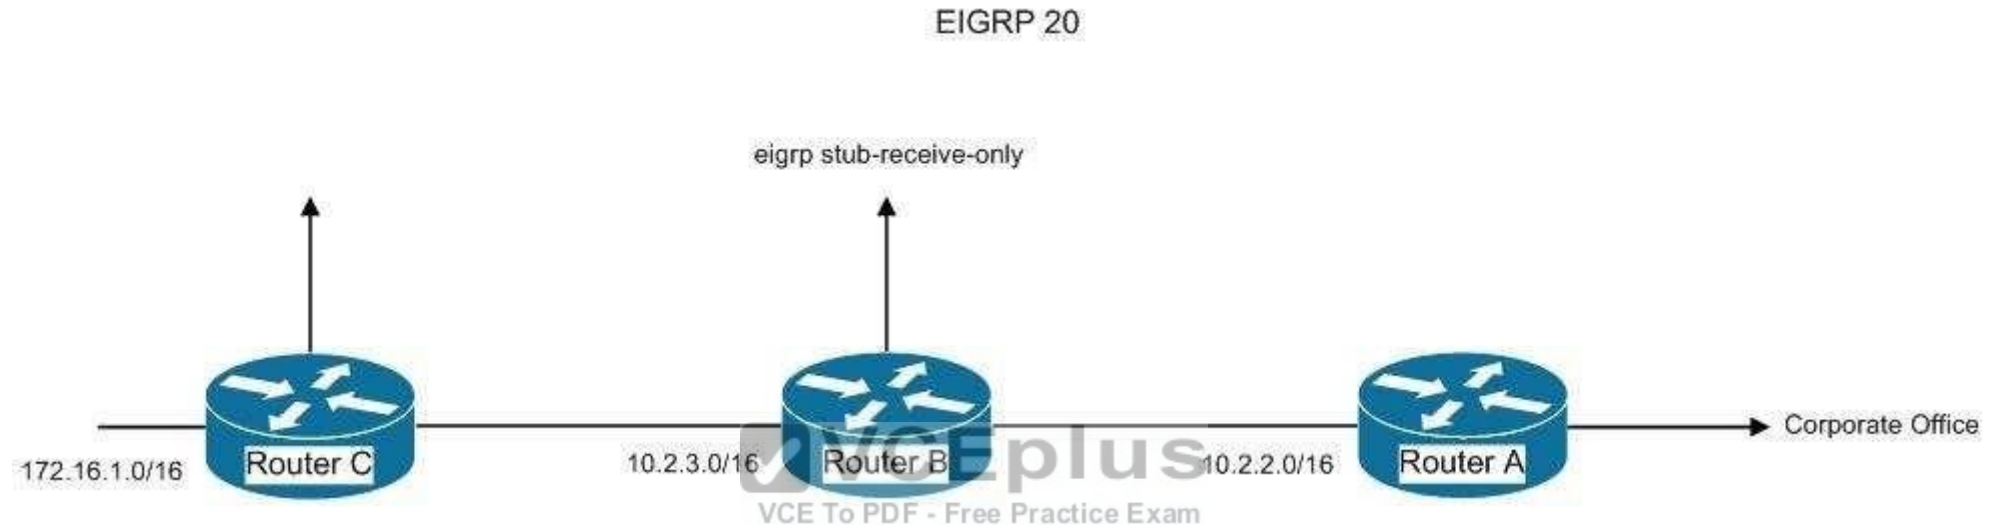 EIGRP 20
eigrp stub-receive-only
Corporate Office
172.16.1.0/16
Router C
10.2.3.0/16
Router B
10.2.2.0/16
Router A
VCEplus
VCE To PDF - Free Practice Exam